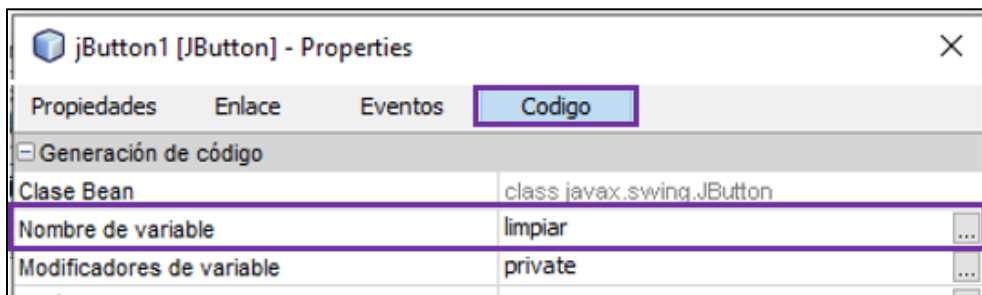 jButton1 [JButton] - Properties
Propiedades Enlace Eventos Codigo
Generación de código
Clase Bean class javax.swing.JButton
Nombre de variable limpiar ...
Modificadores de variable private ...